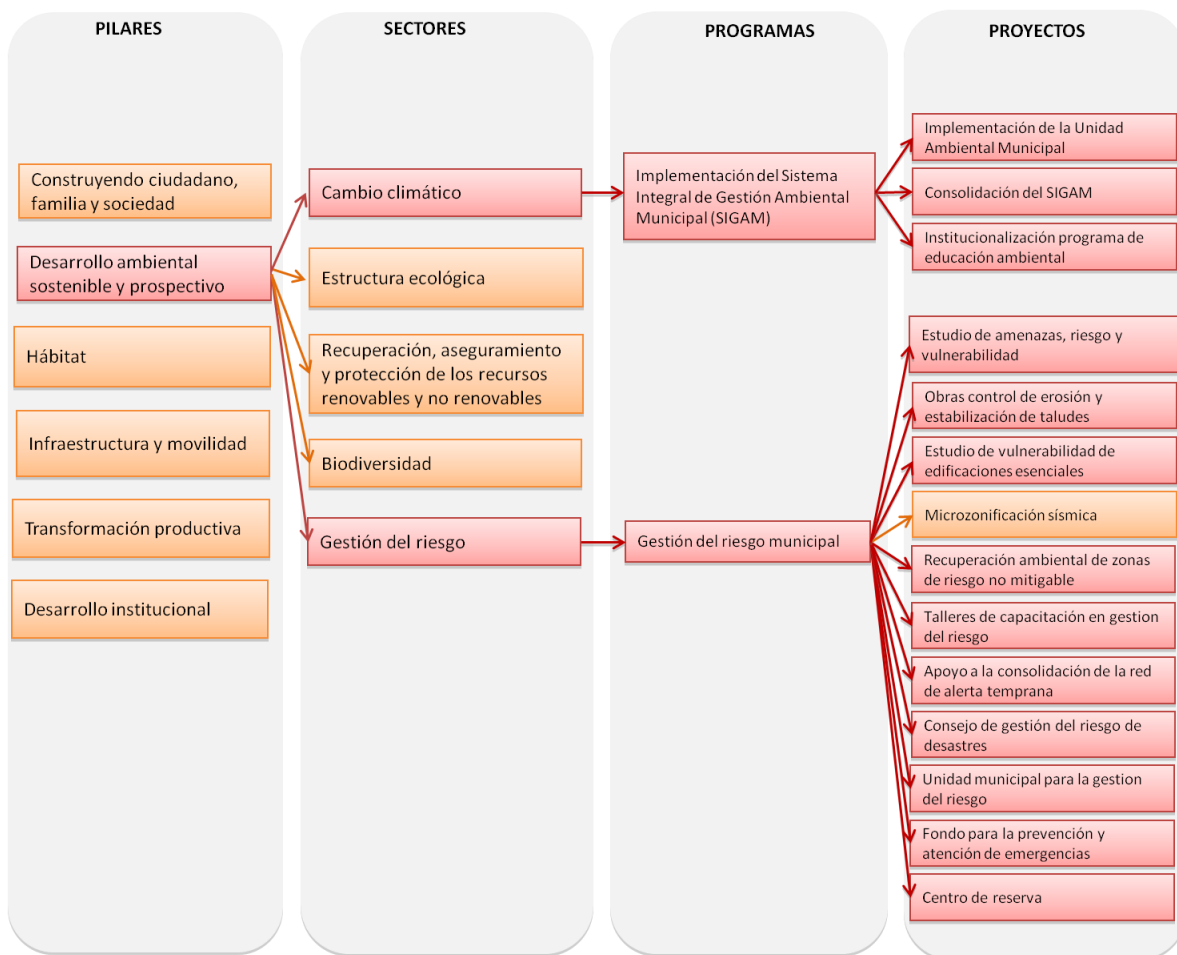 PILARES
Construyendo ciudadano,
familia y sociedad
Desarrollo ambiental
sostenible y prospectivo
Hábitat
Infraestructura y movilidad
Transformación productiva
Desarrollo institucional
SECTORES
Cambio climático
Estructura ecológica
Recuperación, aseguramiento
y protección de los recursos
renovables y no renovables
Biodiversidad
Gestión del riesgo
PROGRAMAS
Implementación del Sistema
Integral de Gestión Ambiental
Municipal (SIGAM)
Gestión del riesgo municipal
PROYECTOS
Implementación de la Unidad
Ambiental Municipal
Consolidación del SIGAM
Institucionalización programa de
educación ambiental
Estudio de amenazas, riesgo y
vulnerabilidad
Obras control de erosión y
estabilización de taludes
Estudio de vulnerabilidad de
edificaciones esenciales
Microzonificación sísmica
Recuperación ambiental de zonas
de riesgo no mitigable
Talleres de capacitación en gestion
del riesgo
Apoyo a la consolidación de la red
de alerta temprana
Consejo de gestión del riesgo de
desastres
Unidad municipal para la gestion
del riesgo
Fondo para la prevención y
atención de emergencias
Centro de reserva